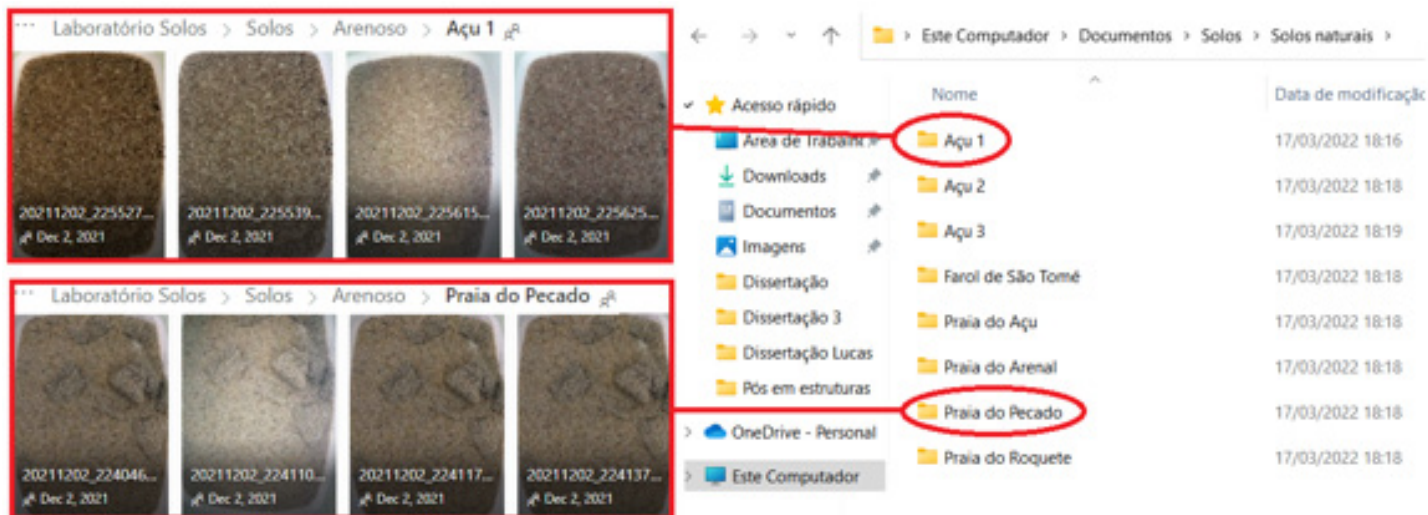 ··· Laboratório Solos > Solos > Arenoso > Açu 1
20211202_225527...
Dec 2, 2021
20211202_225539...
Dec 2, 2021
20211202_225615...
Dec 2, 2021
20211202_225625...
Dec 2, 2021
··· Laboratório Solos > Solos > Arenoso > Praia do Pecado
20211202_224046...
Dec 2, 2021
20211202_224110...
Dec 2, 2021
20211202_224117...
Dec 2, 2021
20211202_224137...
Dec 2, 2021
> Este Computador > Documentos > Solos > Solos naturais >
Acesso rápido
Área de Trabalho
Downloads
Documentos
Imagens
Dissertação
Dissertação 3
Dissertação Lucas
Pós em estruturas
OneDrive - Personal
Este Computador
Nome Data de modificaçã
Açu 1 17/03/2022 18:16
Açu 2 17/03/2022 18:18
Açu 3 17/03/2022 18:19
Farol de São Tomé 17/03/2022 18:18
Praia do Açu 17/03/2022 18:18
Praia do Arenal 17/03/2022 18:18
Praia do Pecado 17/03/2022 18:18
Praia do Roquete 17/03/2022 18:18